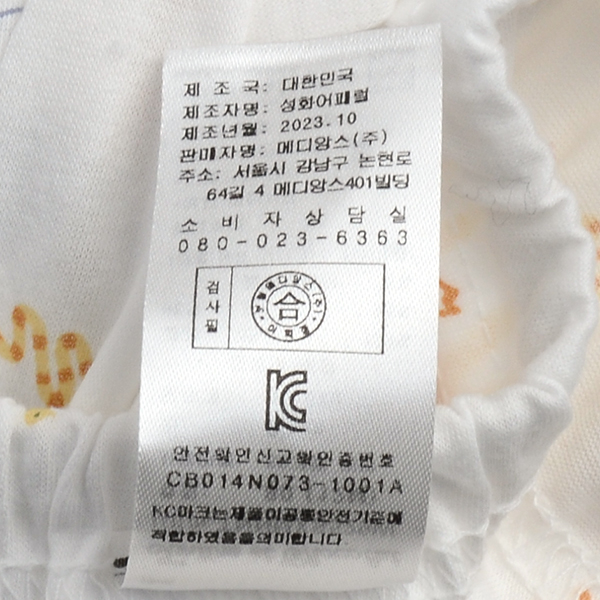 제 조 국: 대한민국
제조자명: 성화어패럴
제조년월: 2023.10
판매자명: 메디앙스(주)
주소: 서울시 강남구 논현로
64길 4 메디앙스401빌딩
소 비 자 상 담 실
080-023-6363
검사필
합
KC
안전확인신고확인증번호
CB014N073-1001A
KC마크는제품이공통안전기준에
적합하였음을의미합니다.